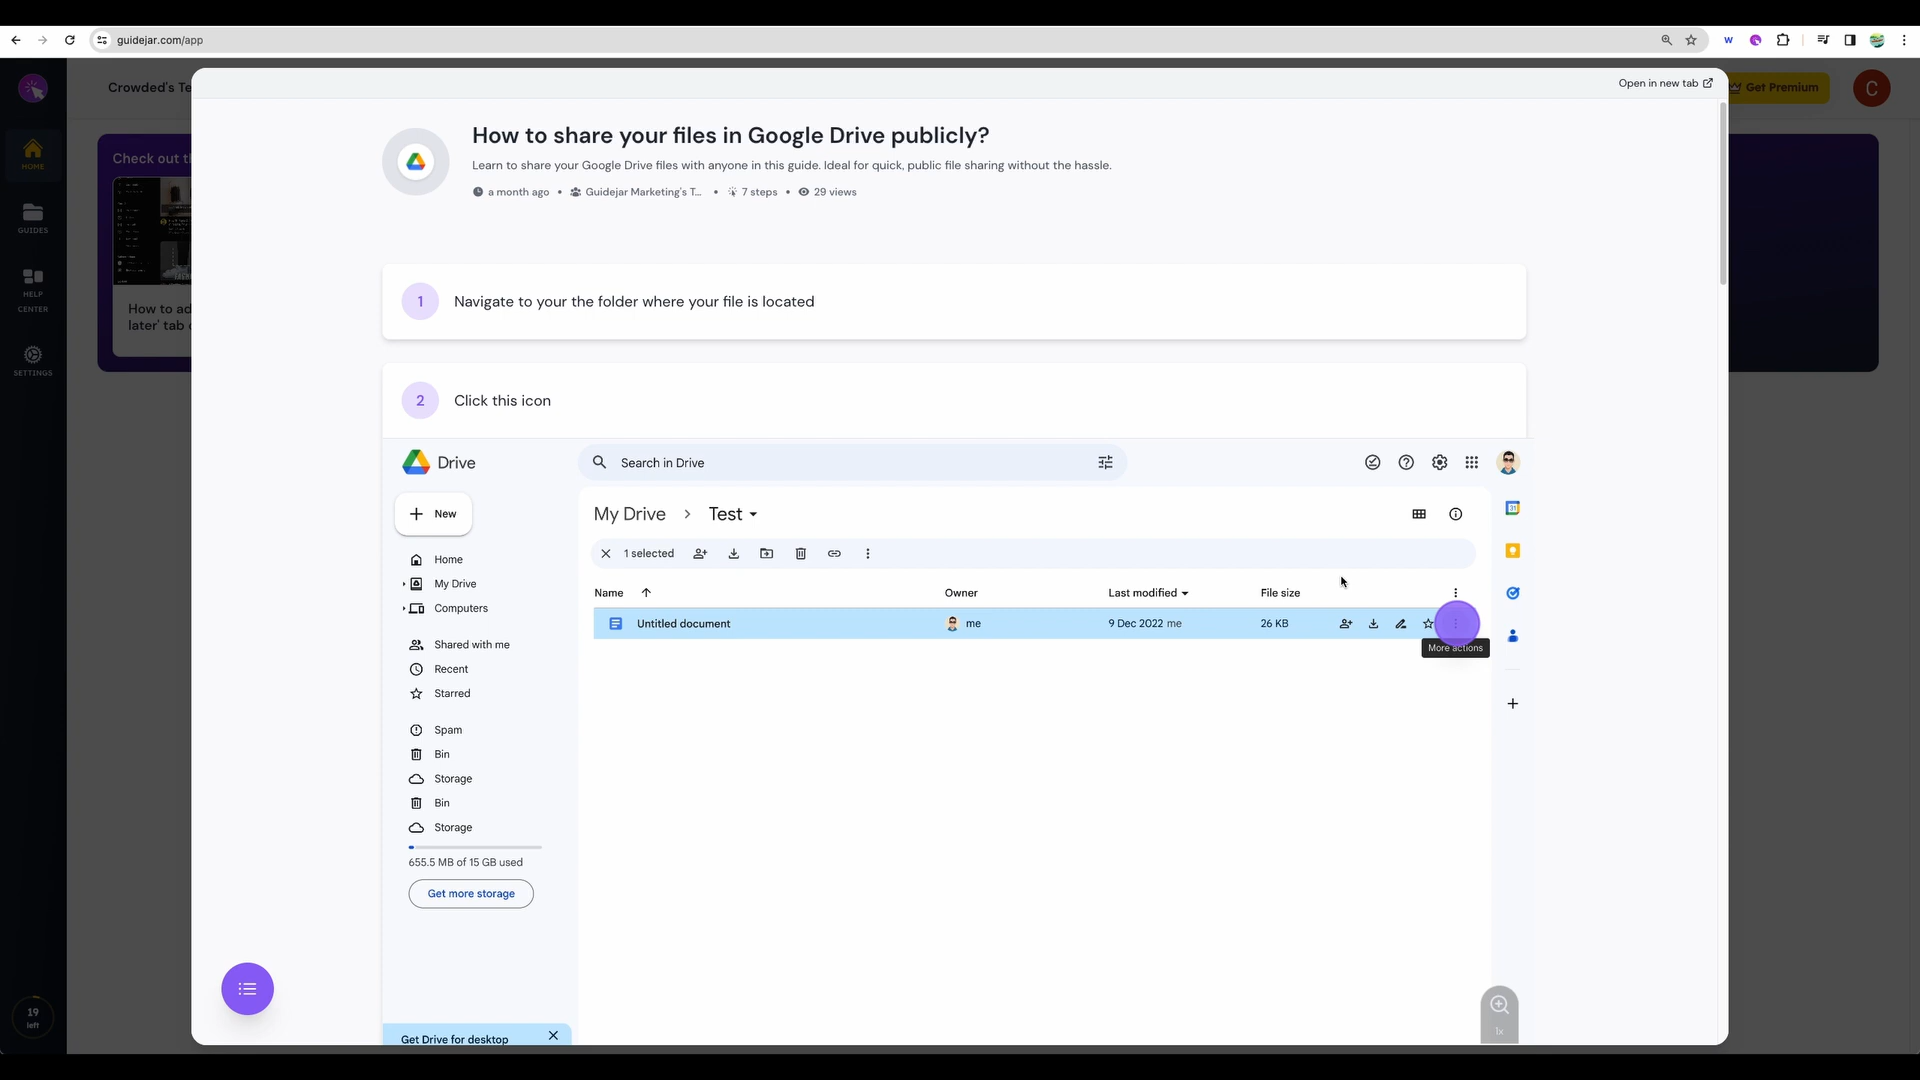 guidejar.com/app
W
Crowded's Te
Open in new tab
Get Premium
C
HOME
GUIDES
HELP
CENTER
SETTINGS
19
left
Check out th
How to ad
later' tab
How to share your files in Google Drive publicly?
Learn to share your Google Drive files with anyone in this guide. Ideal for quick, public file sharing without the hassle.
a month ago • Guidejar Marketing's T... • 7 steps • 29 views
1 Navigate to your the folder where your file is located
2 Click this icon
Drive
Search in Drive
New
My Drive > Test
1 selected
Home
My Drive
Computers
Shared with me
Recent
Starred
Spam
Bin
Storage
Bin
Storage
655.5 MB of 15 GB used
Get more storage
Get Drive for desktop
Name Owner Last modified File size
Untitled document me 9 Dec 2022 me 26 KB
More actions
31
1x